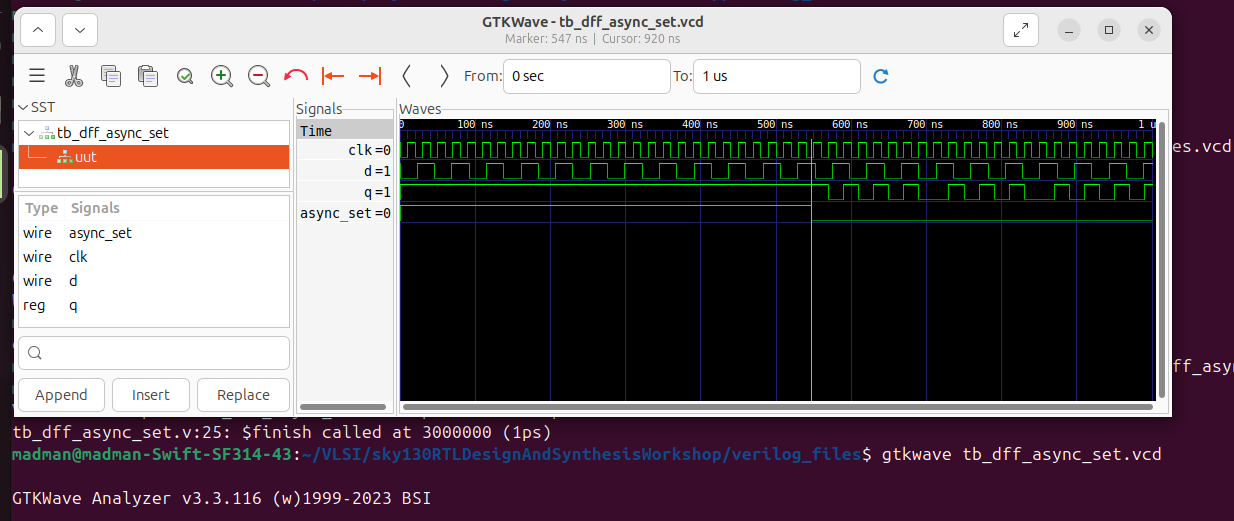 GTKWave - tb_dff_async_set.vcd
Marker: 547 ns | Cursor: 920 ns
From: 0 sec To: 1 us
SST
tb_dff_async_set
uut
Type Signals
wire async_set
wire clk
wire d
reg q
Append Insert Replace
Signals
Time
clk =0
d =1
q =1
async_set =0
Waves
0 100 ns 200 ns 300 ns 400 ns 500 ns 600 ns 700 ns 800 ns 900 ns 1 u
es.vcd
ff_asyn
tb_dff_async_set.v:25: $finish called at 3000000 (1ps)
madman@madman-Swift-SF314-43:~/VLSI/sky130RTLDesignAndSynthesisWorkshop/verilog_files$ gtkwave tb_dff_async_set.vcd
GTKWave Analyzer v3.3.116 (w)1999-2023 BSI